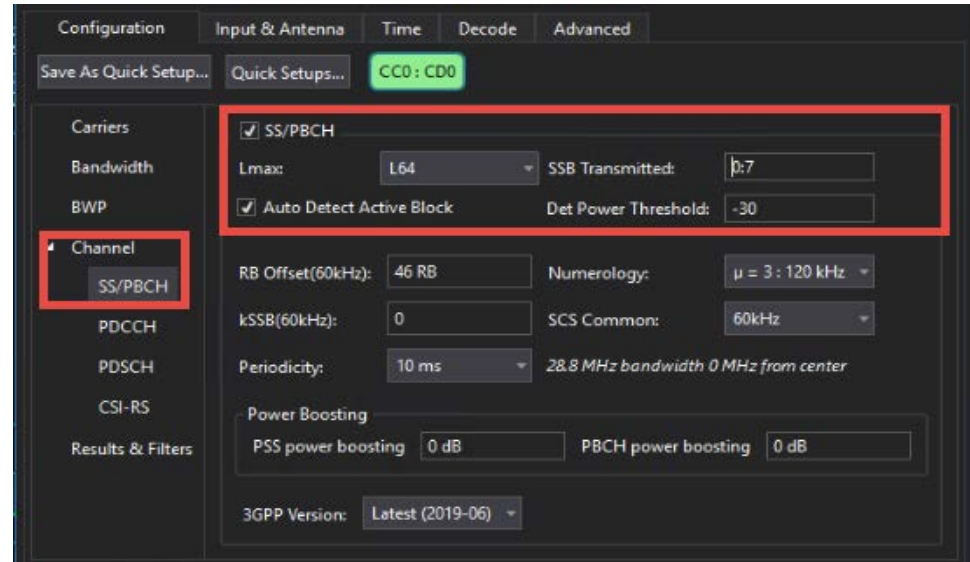 Configuration Input & Antenna Time Decode Advanced
Save As Quick Setup... Quick Setups... CC0 : CD0
Carriers
Bandwidth
BWP
Channel
SS/PBCH
PDCCH
PDSCH
CSI-RS
Results & Filters
SS/PBCH
Lmax: L64 SSB Transmitted: 0:7
Auto Detect Active Block Det Power Threshold: -30
RB Offset(60kHz): 46 RB Numerology: μ = 3 : 120 kHz
kSSB(60kHz): 0 SCS Common: 60kHz
Periodicity: 10 ms 28.8 MHz bandwidth 0 MHz from center
Power Boosting
PSS power boosting 0 dB PBCH power boosting 0 dB
3GPP Version: Latest (2019-06)